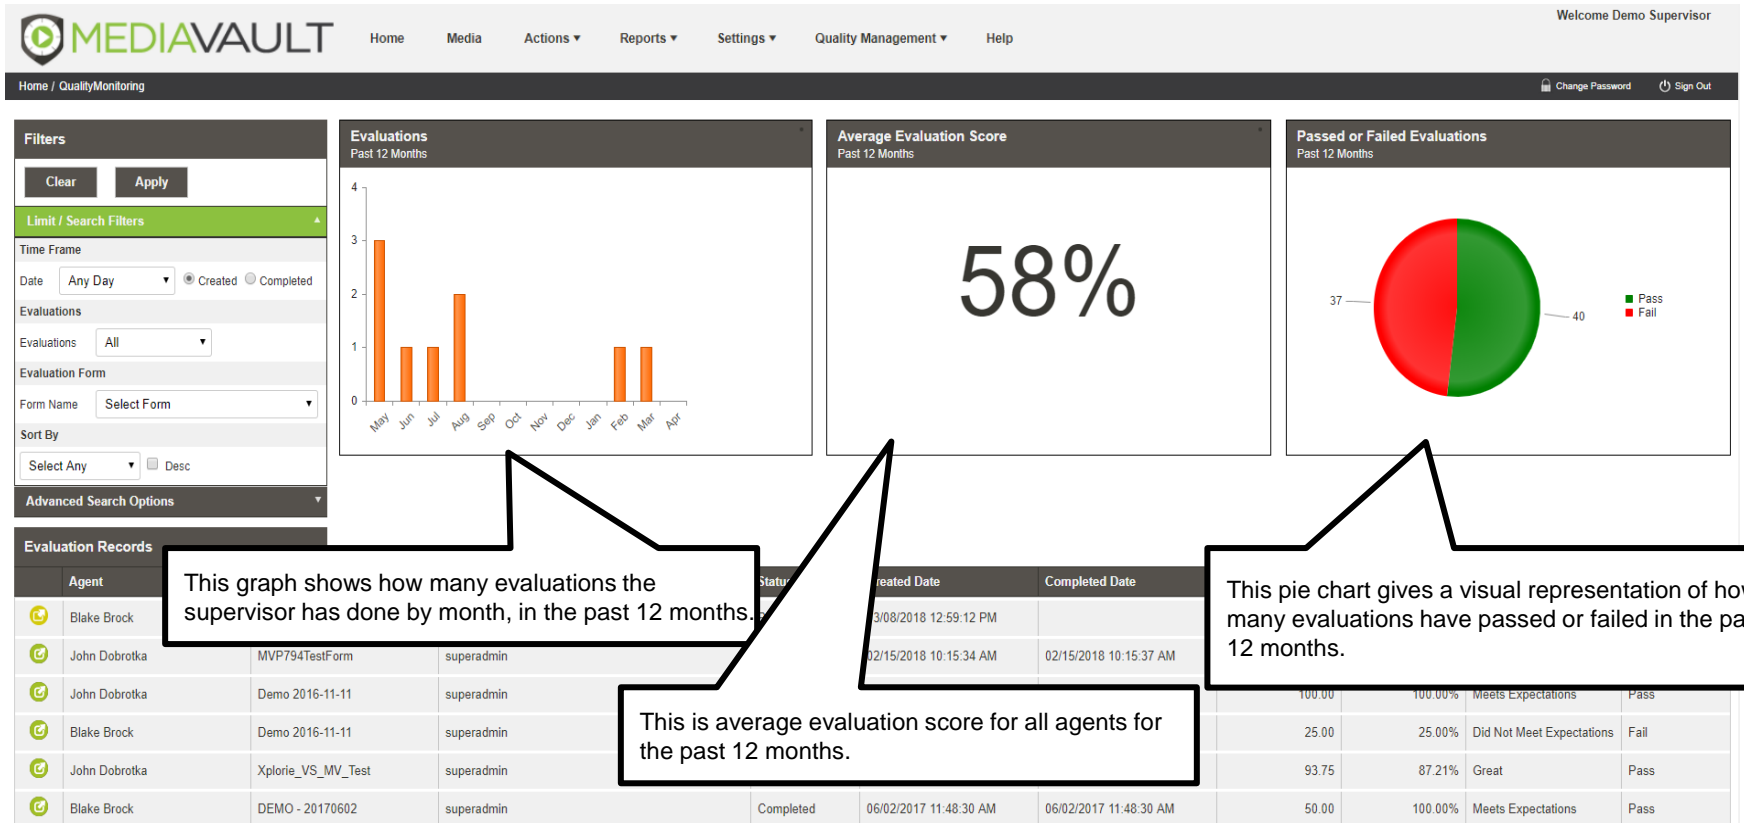 Welcome Demo Supervisor
MEDIAVAULT
Home Media Actions ▾ Reports ▾ Settings ▾ Quality Management ▾ Help
Home / QualityMonitoring
Change Password Sign Out
Filters
Clear Apply
Limit / Search Filters
Time Frame
Date Any Day Created Completed
Evaluations
Evaluations All
Evaluation Form
Form Name Select Form
Sort By
Select Any Desc
Advanced Search Options
Evaluations
Past 12 Months
4
3
2
1
0
May Jun Jul Aug Sep Oct Nov Dec Jan Feb Mar Apr
Average Evaluation Score
Past 12 Months
58%
Passed or Failed Evaluations
Past 12 Months
37
40
Pass
Fail
This graph shows how many evaluations the
supervisor has done by month, in the past 12 months.
This is average evaluation score for all agents for
the past 12 months.
This pie chart gives a visual representation of
many evaluations have passed or failed in the
12 months.
Evaluation Records
Agent Completed Date
Blake Brock 3/08/2018 12:59:12 PM
John Dobrotka MVP794TestForm superadmin 02/15/2018 10:15:34 AM 02/15/2018 10:15:37 AM
John Dobrotka Demo 2016-11-11 superadmin 100.00 100.00% Meets Expectations Pass
Blake Brock Demo 2016-11-11 superadmin 25.00 25.00% Did Not Meet Expectations Fail
John Dobrotka Xplorie_VS_MV_Test superadmin 93.75 87.21% Great Pass
Blake Brock DEMO - 20170602 superadmin Completed 06/02/2017 11:48:30 AM 06/02/2017 11:48:30 AM 50.00 100.00% Meets Expectations Pass